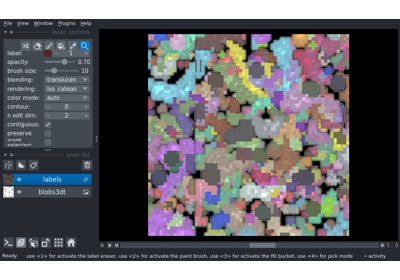 File View Window Plugins Help
layer controls
label: 1
opacity: 0.70
brush size: 10
blending: translucen
rendering: iso_catego
color mode: auto
contour: 0
n edit dim: 2
contiguous:
preserve
selected:
layer list
labels
blobs3dt
Ready use <1> for activate the label eraser, use <2> for activate the paint brush, use <3> for activate the fill bucket, use <4> for pick mode activity